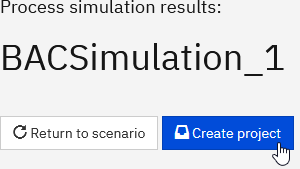 Process simulation results:
BACSimulation_1
Return to scenario Create project